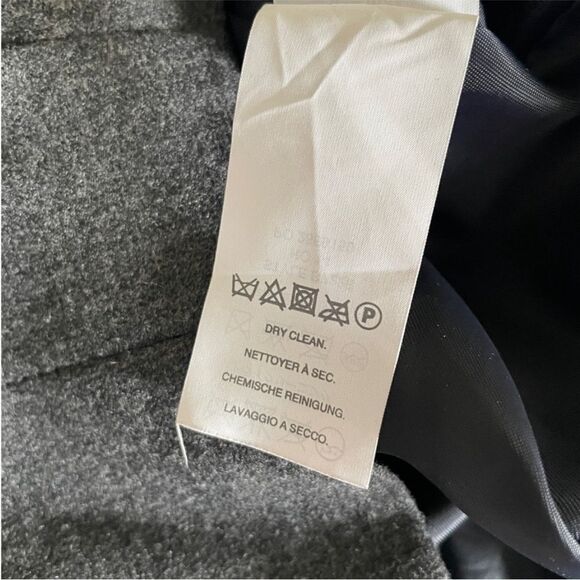 P
DRY CLEAN.
NETTOYER À SEC.
CHEMISCHE REINIGUNG.
LAVAGGIO A SECCO.